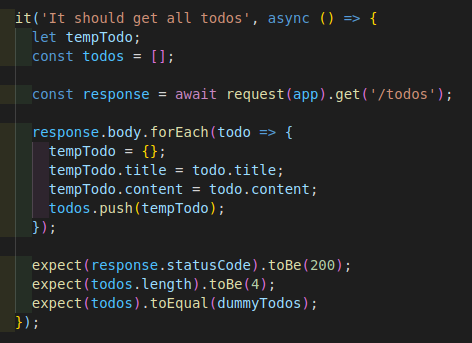 it('It should get all todos', async () => {
let tempTodo;
const todos = [];
const response = await request(app).get('/todos');
response.body.forEach(todo => {
tempTodo = {};
tempTodo.title = todo.title;
tempTodo.content = todo.content;
todos.push(tempTodo);
});
expect(response.statusCode).toBe(200);
expect(todos.length).toBe(4);
expect(todos).toEqual(dummyTodos);
});